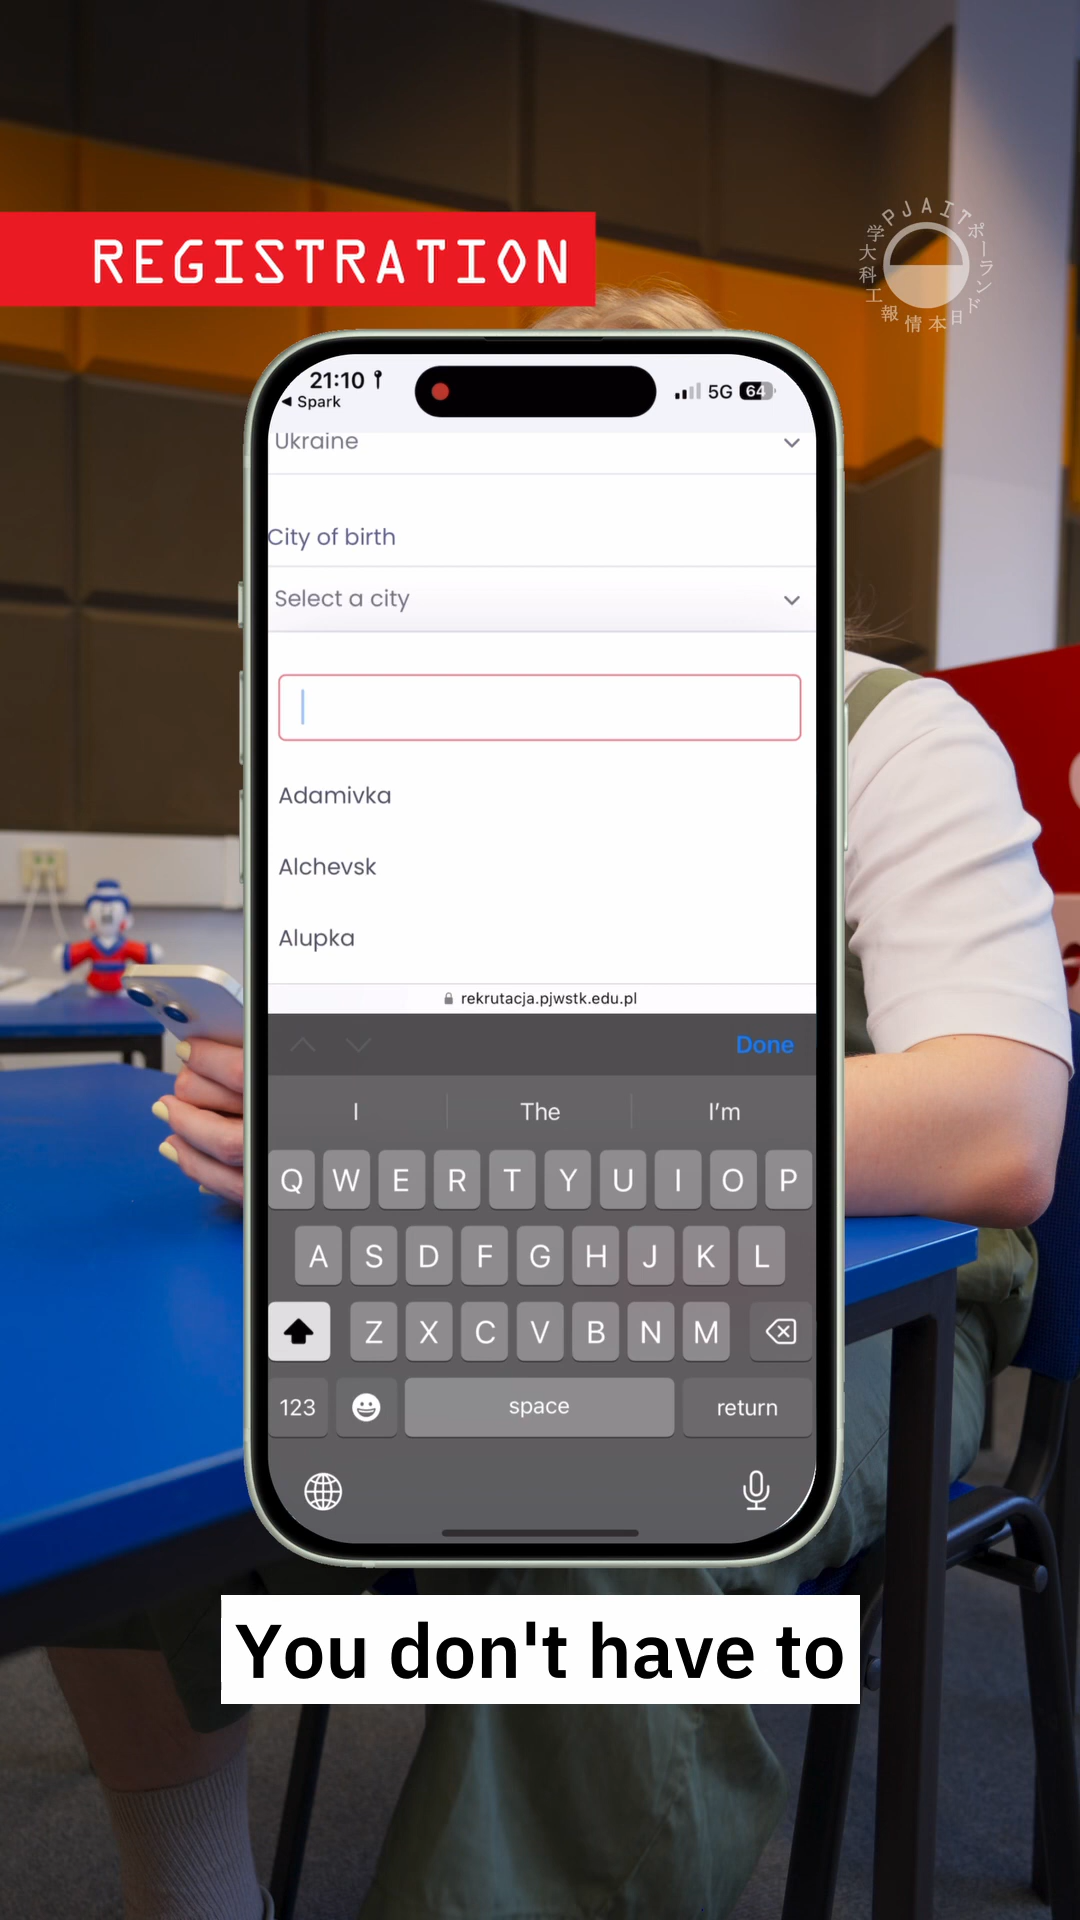 REGISTRATION
PJAIT
ポーランド日本情報工科大学
21:10
5G 64
Spark
Ukraine
City of birth
Select a city
Adamivka
Alchevsk
Alupka
rekrutacja.pjwstk.edu.pl
Done
I The I'm
Q W E R T Y U I O P
A S D F G H J K L
Z X C V B N M
123 space return
You don't have to